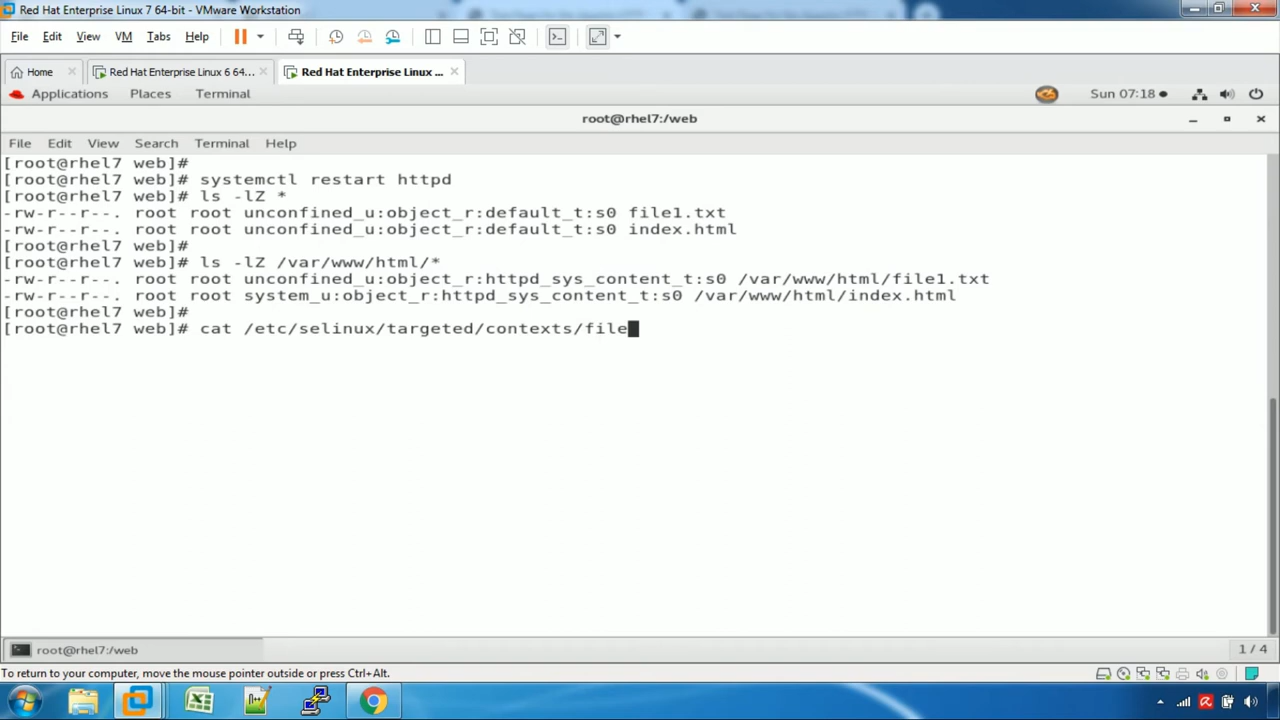 Red Hat Enterprise Linux 7 64-bit - VMware Workstation
File Edit View VM Tabs Help
Home Red Hat Enterprise Linux 6 64... Red Hat Enterprise Linux ...
Applications Places Terminal Sun 07:18
root@rhel7:/web
File Edit View Search Terminal Help
[root@rhel7 web]#
[root@rhel7 web]# systemctl restart httpd
[root@rhel7 web]# ls -lZ *
-rw-r--r--. root root unconfined_u:object_r:default_t:s0 file1.txt
-rw-r--r--. root root unconfined_u:object_r:default_t:s0 index.html
[root@rhel7 web]#
[root@rhel7 web]# ls -lZ /var/www/html/*
-rw-r--r--. root root unconfined_u:object_r:httpd_sys_content_t:s0 /var/www/html/file1.txt
-rw-r--r--. root root system_u:object_r:httpd_sys_content_t:s0 /var/www/html/index.html
[root@rhel7 web]#
[root@rhel7 web]# cat /etc/selinux/targeted/contexts/file
root@rhel7:/web 1 / 4
To return to your computer, move the mouse pointer outside or press Ctrl+Alt.